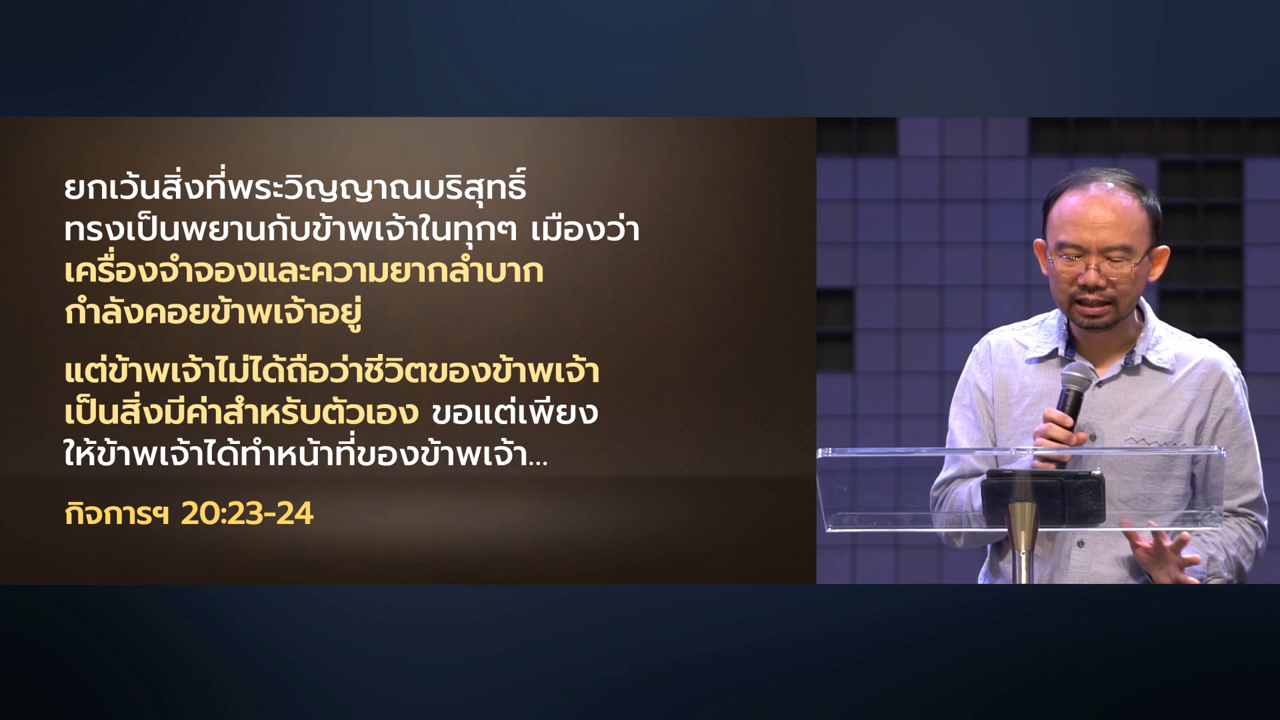 ยกเว้นสิ่งที่พระวิญญาณบริสุทธิ์
ทรงเป็นพยานกับข้าพเจ้าในทุกๆ เมืองว่า
เครื่องจำจองและความยากลำบาก
กำลังคอยข้าพเจ้าอยู่
แต่ข้าพเจ้าไม่ได้ถือว่าชีวิตของข้าพเจ้า
เป็นสิ่งมีค่าสำหรับตัวเอง ขอแต่เพียง
ให้ข้าพเจ้าได้ทำหน้าที่ของข้าพเจ้า...
กิจการฯ 20:23-24